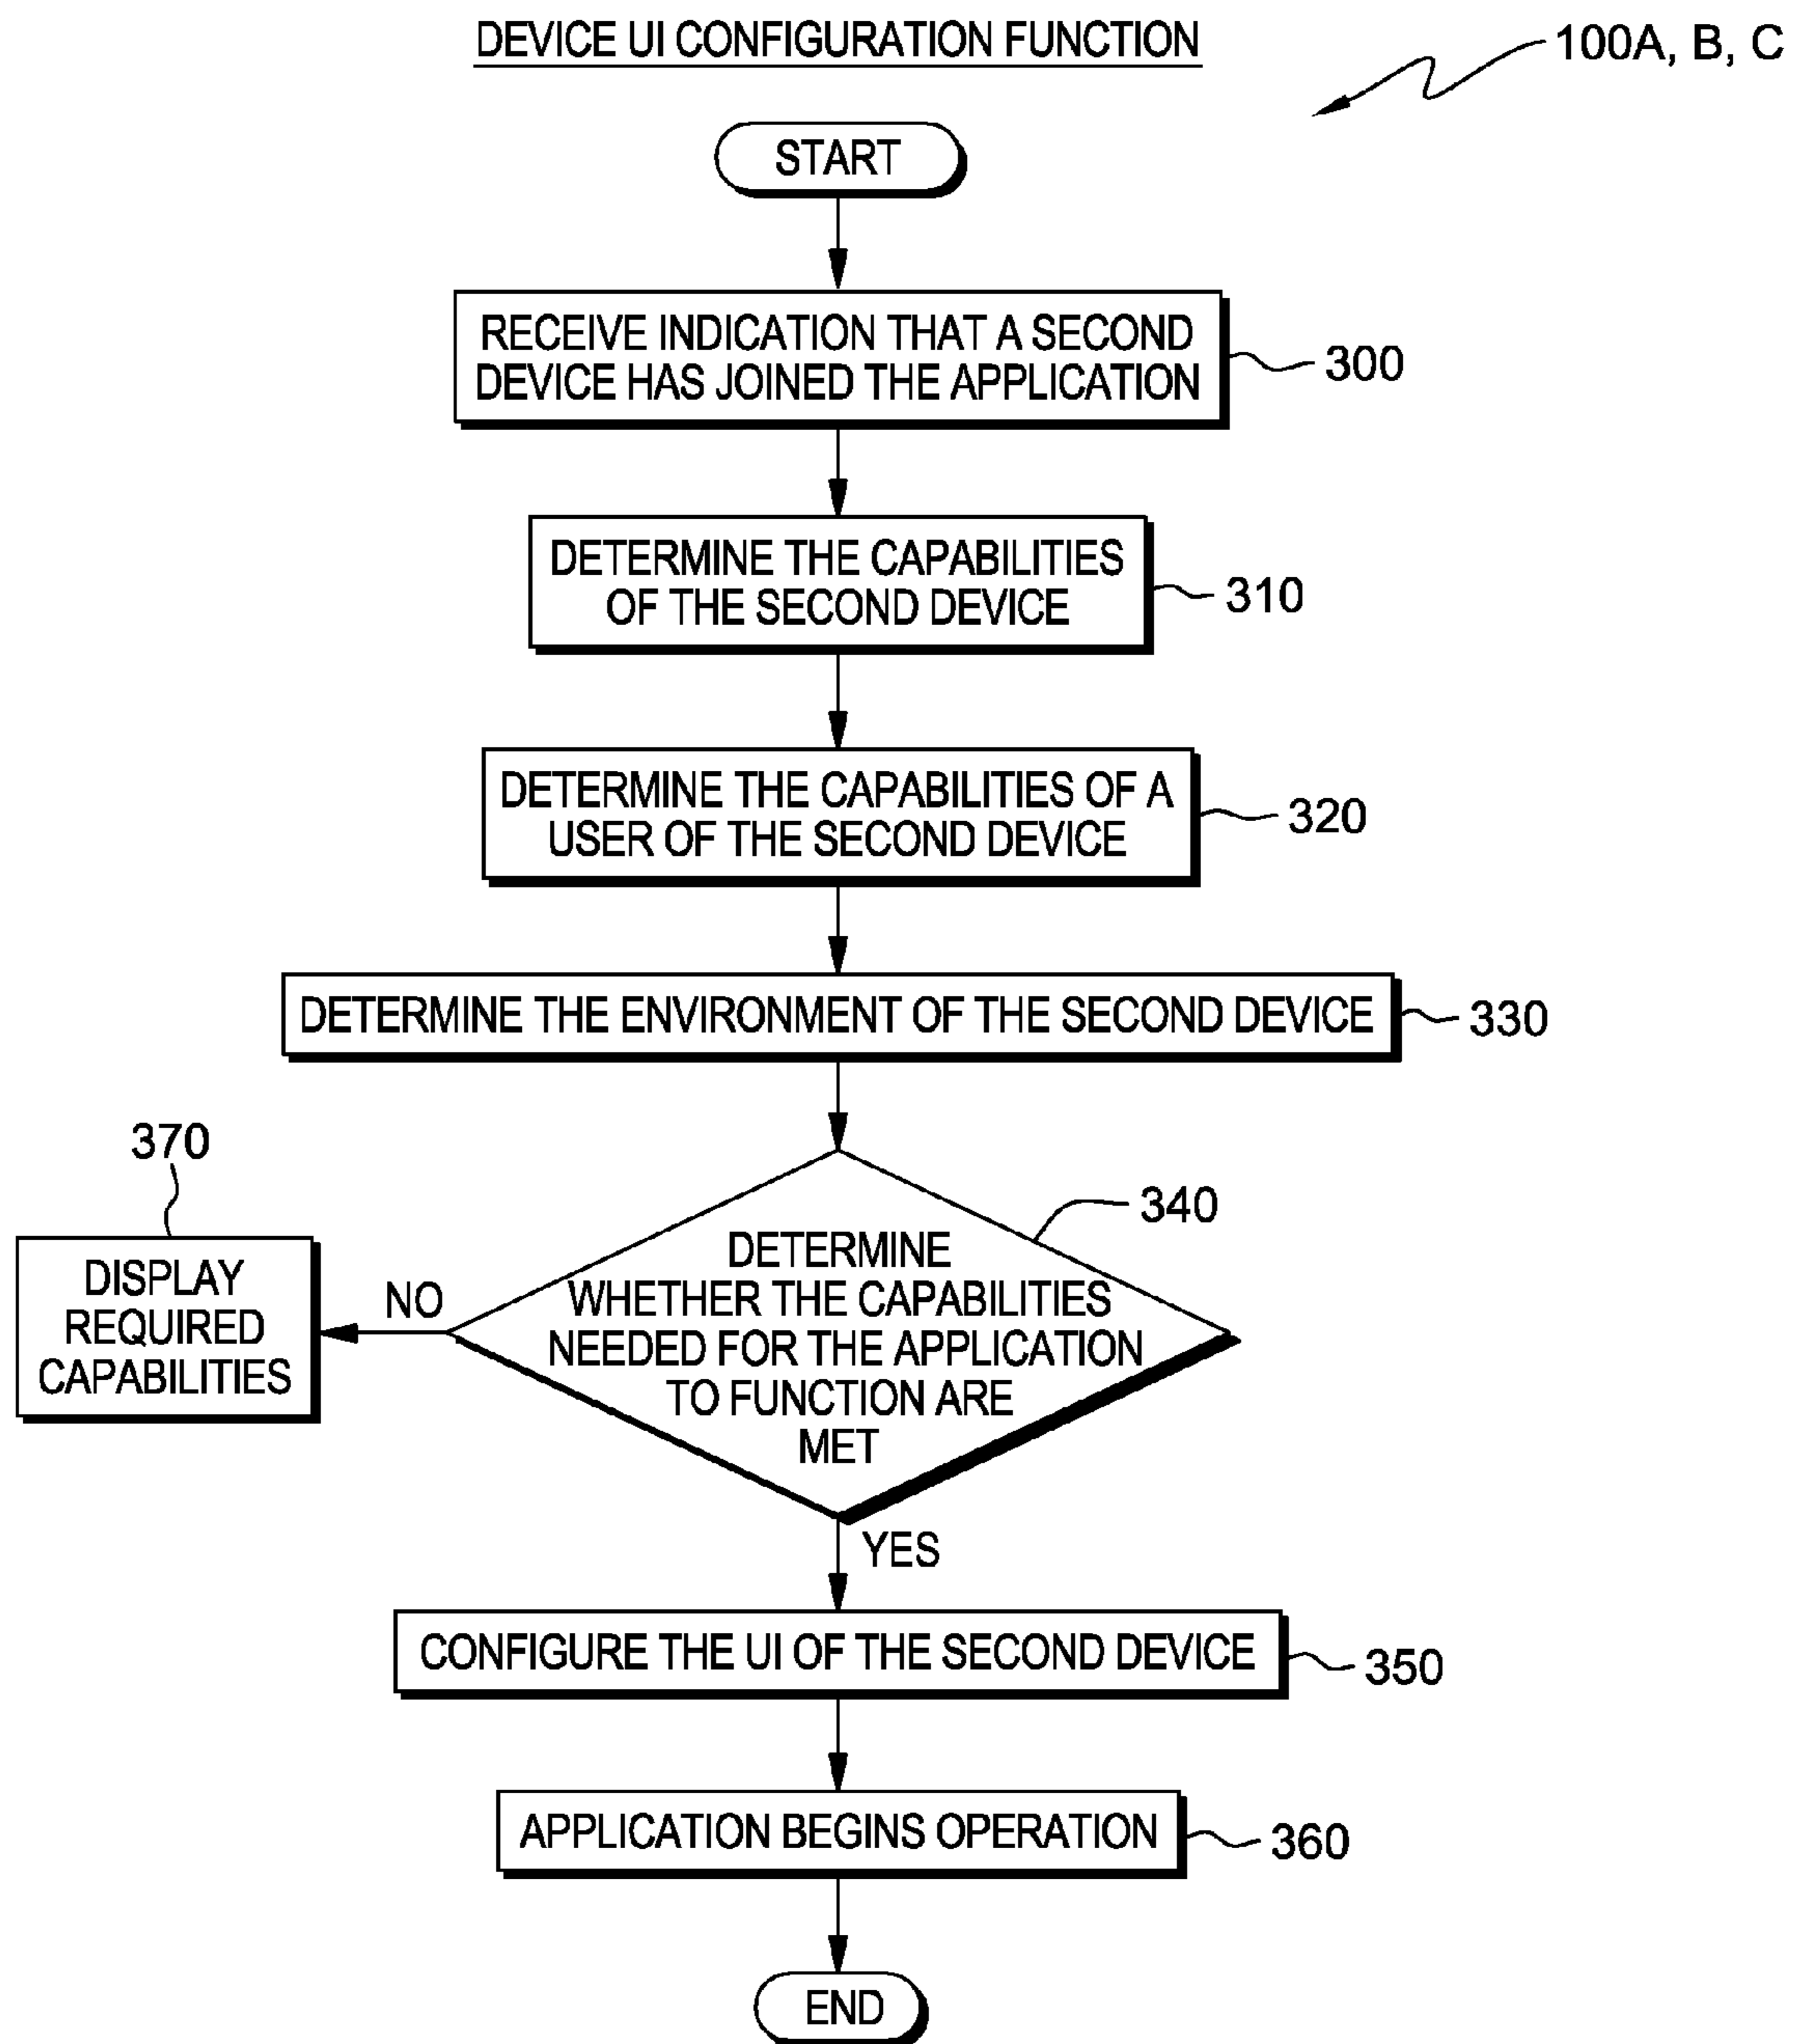 DEVICE UI CONFIGURATION FUNCTION
100A, B, C
START
RECEIVE INDICATION THAT A SECOND
DEVICE HAS JOINED THE APPLICATION
300
DETERMINE THE CAPABILITIES
OF THE SECOND DEVICE
310
DETERMINE THE CAPABILITIES OF A
USER OF THE SECOND DEVICE
320
DETERMINE THE ENVIRONMENT OF THE SECOND DEVICE
330
340
DETERMINE
WHETHER THE CAPABILITIES
NEEDED FOR THE APPLICATION
TO FUNCTION ARE
MET
NO
370
DISPLAY
REQUIRED
CAPABILITIES
YES
CONFIGURE THE UI OF THE SECOND DEVICE
350
APPLICATION BEGINS OPERATION
360
END